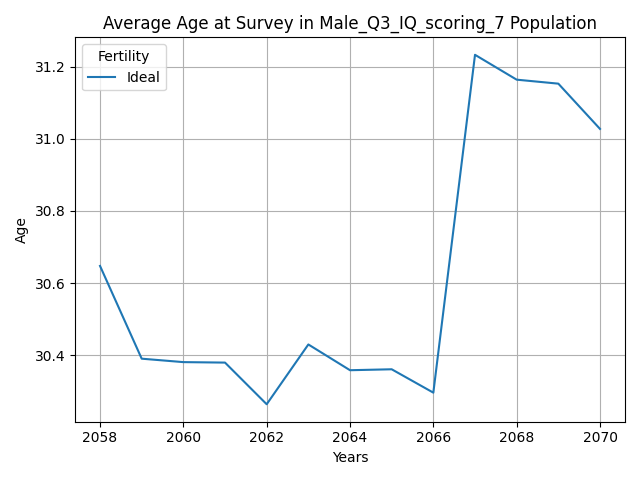 Average Age at Survey in Male_Q3_IQ_scoring_7 Population
Fertility
Ideal
31.2
31.0
30.8
30.6
30.4
Age
2058 2060 2062 2064 2066 2068 2070
Years